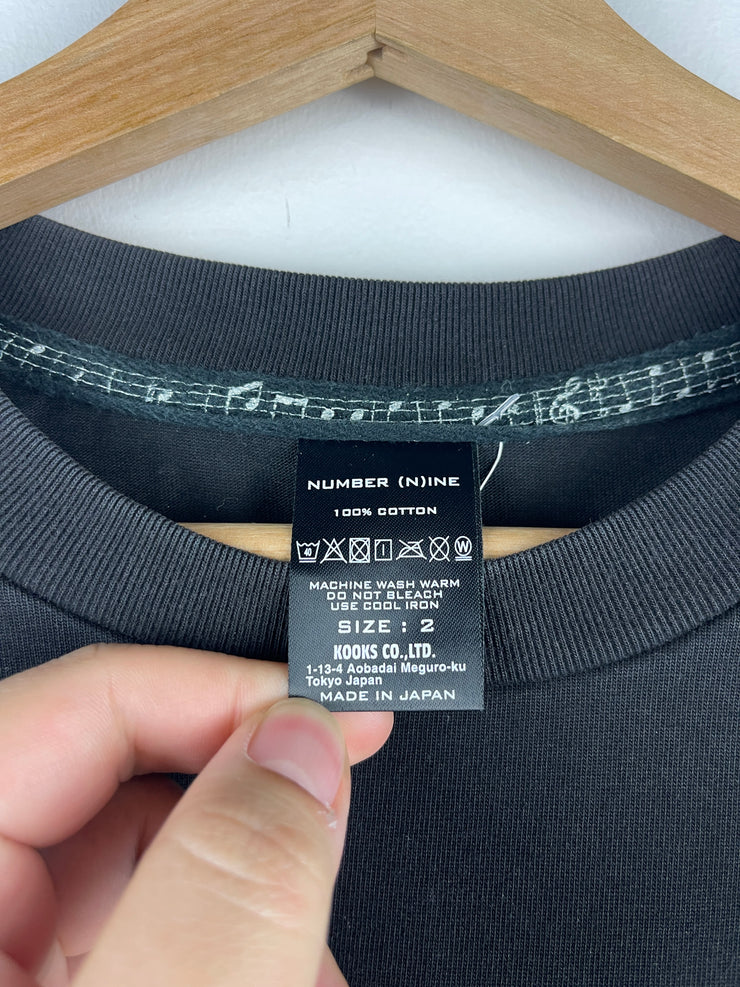 NUMBER (N)INE
100% COTTON
40
MACHINE WASH WARM
DO NOT BLEACH
USE COOL IRON
SIZE : 2
KOOKS CO.,LTD.
1-13-4 Aobadai Meguro-ku
Tokyo Japan
MADE IN JAPAN